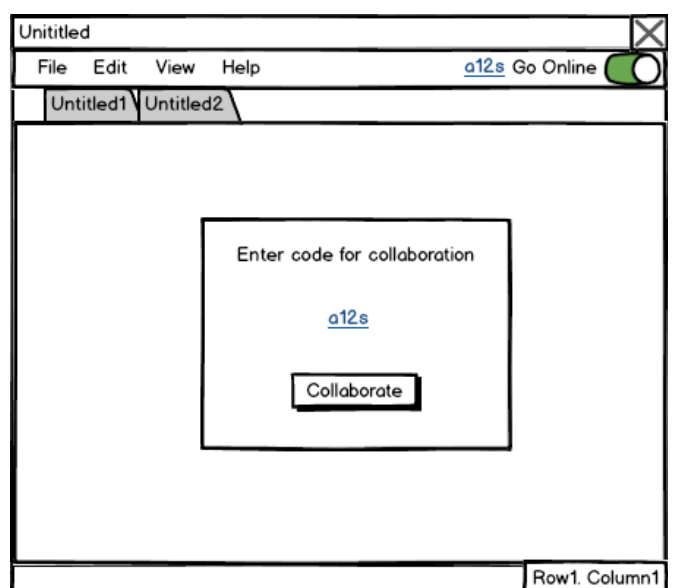 Unititled
File Edit View Help a12s Go Online
Untitled1 Untitled2
Enter code for collaboration
a12s
Collaborate
Row1. Column1